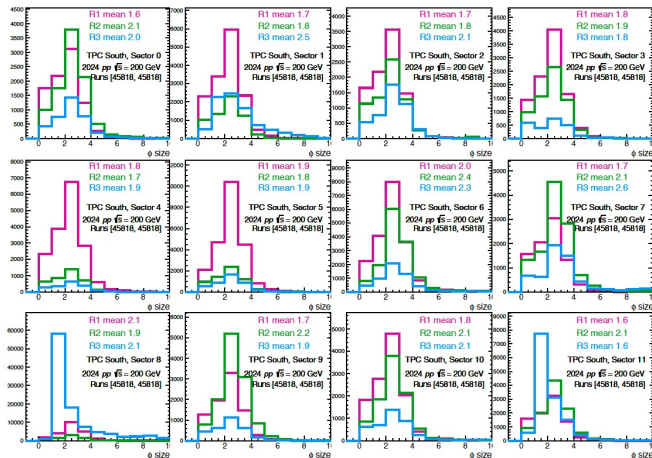 R1 mean 1.6
R2 mean 2.1
R3 mean 2.0
TPC South, Sector 0
2024 pp √s = 200 GeV
Runs [45818, 45818]
φ size
R1 mean 1.7
R2 mean 1.8
R3 mean 2.5
TPC South, Sector 1
2024 pp √s = 200 GeV
Runs [45818, 45818]
φ size
R1 mean 1.7
R2 mean 1.8
R3 mean 2.1
TPC South, Sector 2
2024 pp √s = 200 GeV
Runs [45818, 45818]
φ size
R1 mean 1.8
R2 mean 1.9
R3 mean 1.8
TPC South, Sector 3
2024 pp √s = 200 GeV
Runs [45818, 45818]
φ size
R1 mean 1.8
R2 mean 1.7
R3 mean 1.9
TPC South, Sector 4
2024 pp √s = 200 GeV
Runs [45818, 45818]
φ size
R1 mean 1.9
R2 mean 1.8
R3 mean 1.9
TPC South, Sector 5
2024 pp √s = 200 GeV
Runs [45818, 45818]
φ size
R1 mean 2.0
R2 mean 2.4
R3 mean 2.3
TPC South, Sector 6
2024 pp √s = 200 GeV
Runs [45818, 45818]
φ size
R1 mean 1.7
R2 mean 2.1
R3 mean 2.6
TPC South, Sector 7
2024 pp √s = 200 GeV
Runs [45818, 45818]
φ size
R1 mean 2.1
R2 mean 1.9
R3 mean 2.1
TPC South, Sector 8
2024 pp √s = 200 GeV
Runs [45818, 45818]
φ size
R1 mean 1.7
R2 mean 2.2
R3 mean 1.9
TPC South, Sector 9
2024 pp √s = 200 GeV
Runs [45818, 45818]
φ size
R1 mean 1.8
R2 mean 2.1
R3 mean 2.1
TPC South, Sector 10
2024 pp √s = 200 GeV
Runs [45818, 45818]
φ size
R1 mean 1.6
R2 mean 2.1
R3 mean 1.6
TPC South, Sector 11
2024 pp √s = 200 GeV
Runs [45818, 45818]
φ size